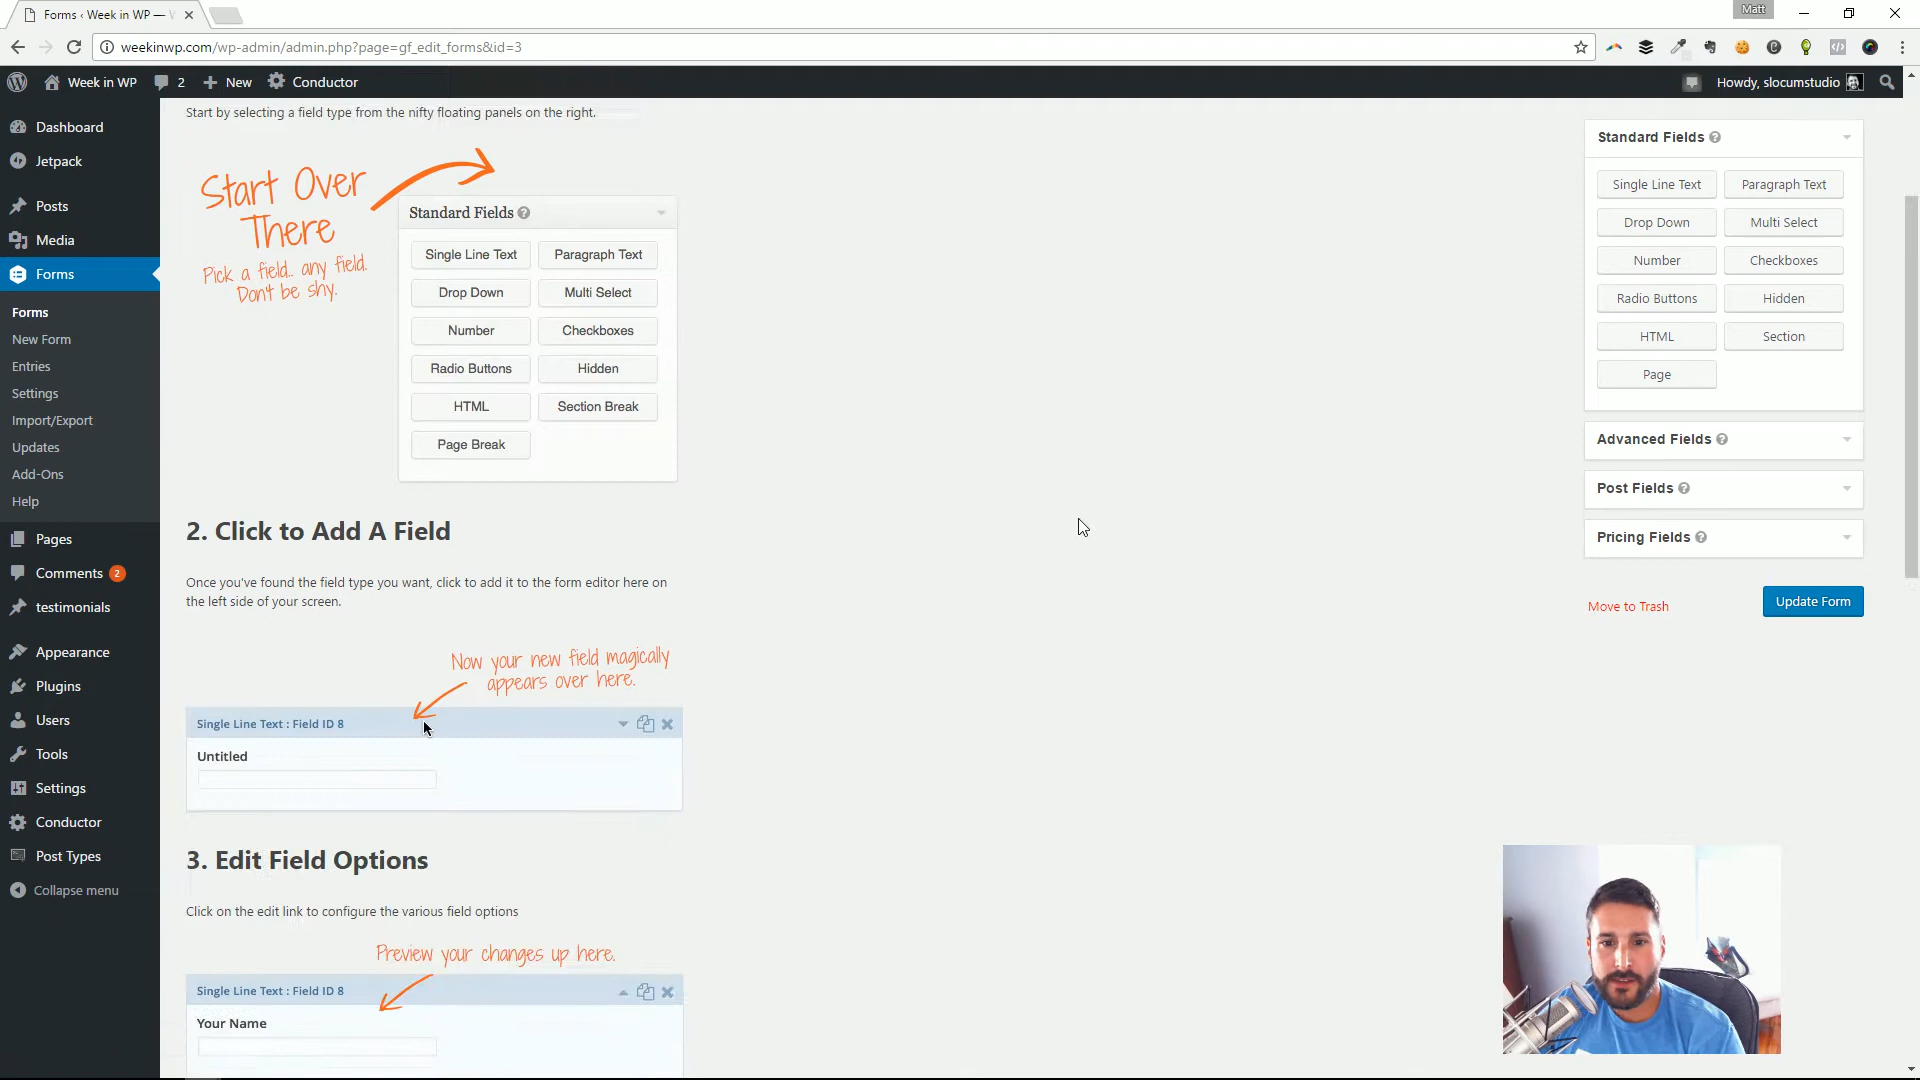 Forms ‹ Week in WP —
Matt
weekinwp.com/wp-admin/admin.php?page=gf_edit_forms&id=3
Week in WP
2
New
Conductor
Howdy, slocumstudio
Dashboard
Jetpack
Posts
Media
Forms
Forms
New Form
Entries
Settings
Import/Export
Updates
Add-Ons
Help
Pages
Comments 2
testimonials
Appearance
Plugins
Users
Tools
Settings
Conductor
Post Types
Collapse menu
Start by selecting a field type from the nifty floating panels on the right.
Start Over
There
Pick a field.. any field.
Don't be shy.
Standard Fields
Single Line Text
Paragraph Text
Drop Down
Multi Select
Number
Checkboxes
Radio Buttons
Hidden
HTML
Section Break
Page Break
2. Click to Add A Field
Once you've found the field type you want, click to add it to the form editor here on
the left side of your screen.
Now your new field magically
appears over here.
Single Line Text : Field ID 8
Untitled
3. Edit Field Options
Click on the edit link to configure the various field options
Preview your changes up here.
Single Line Text : Field ID 8
Your Name
Standard Fields
Single Line Text
Paragraph Text
Drop Down
Multi Select
Number
Checkboxes
Radio Buttons
Hidden
HTML
Section
Page
Advanced Fields
Post Fields
Pricing Fields
Move to Trash
Update Form